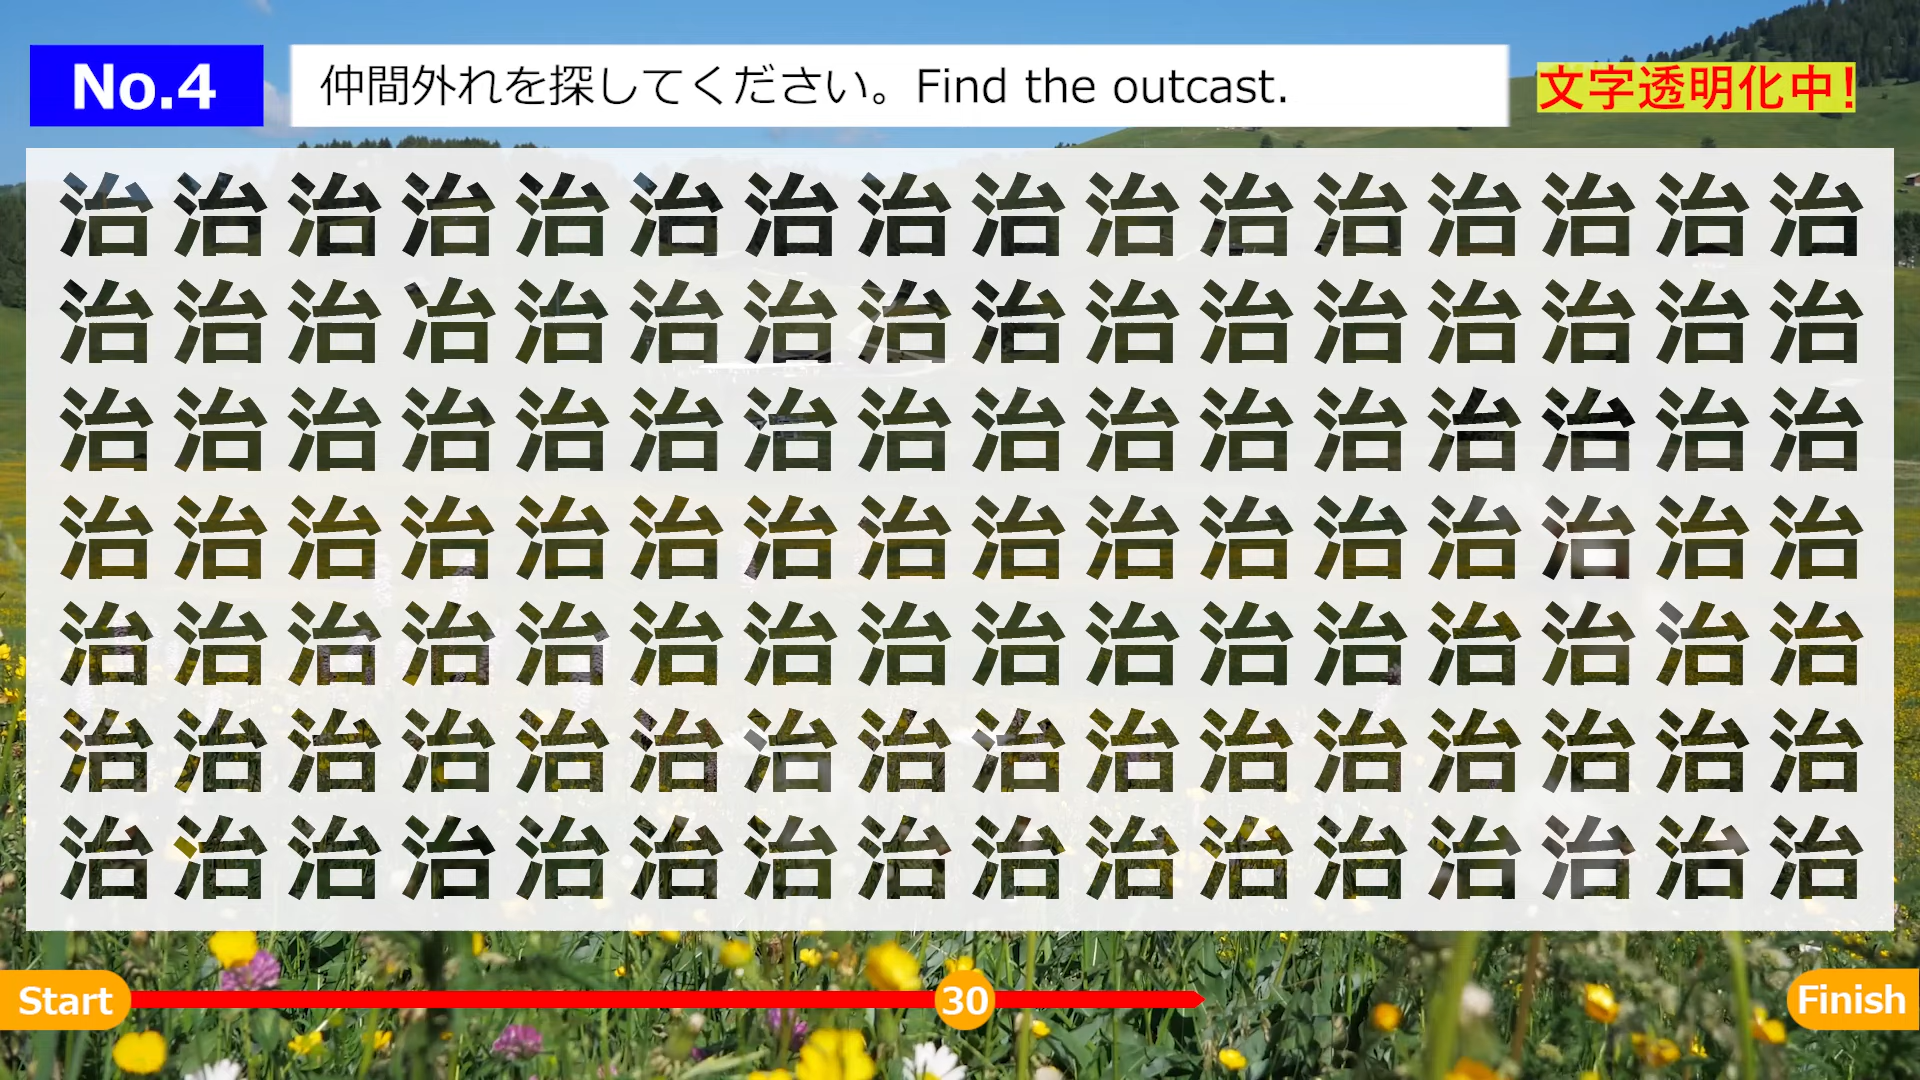 No.4
仲間外れを探してください。Find the outcast.
文字透明化中!
治治治治治治治治治治治治治治治治
治治治冶治治治治治治治治治治治治
治治治治治治治治治治治治治治治治
治治治治治治治治治治治治治治治治
治治治治治治治治治治治治治治治治
治治治治治治治治治治治治治治治治
治治治治治治治治治治治治治治治治
Start
30
Finish